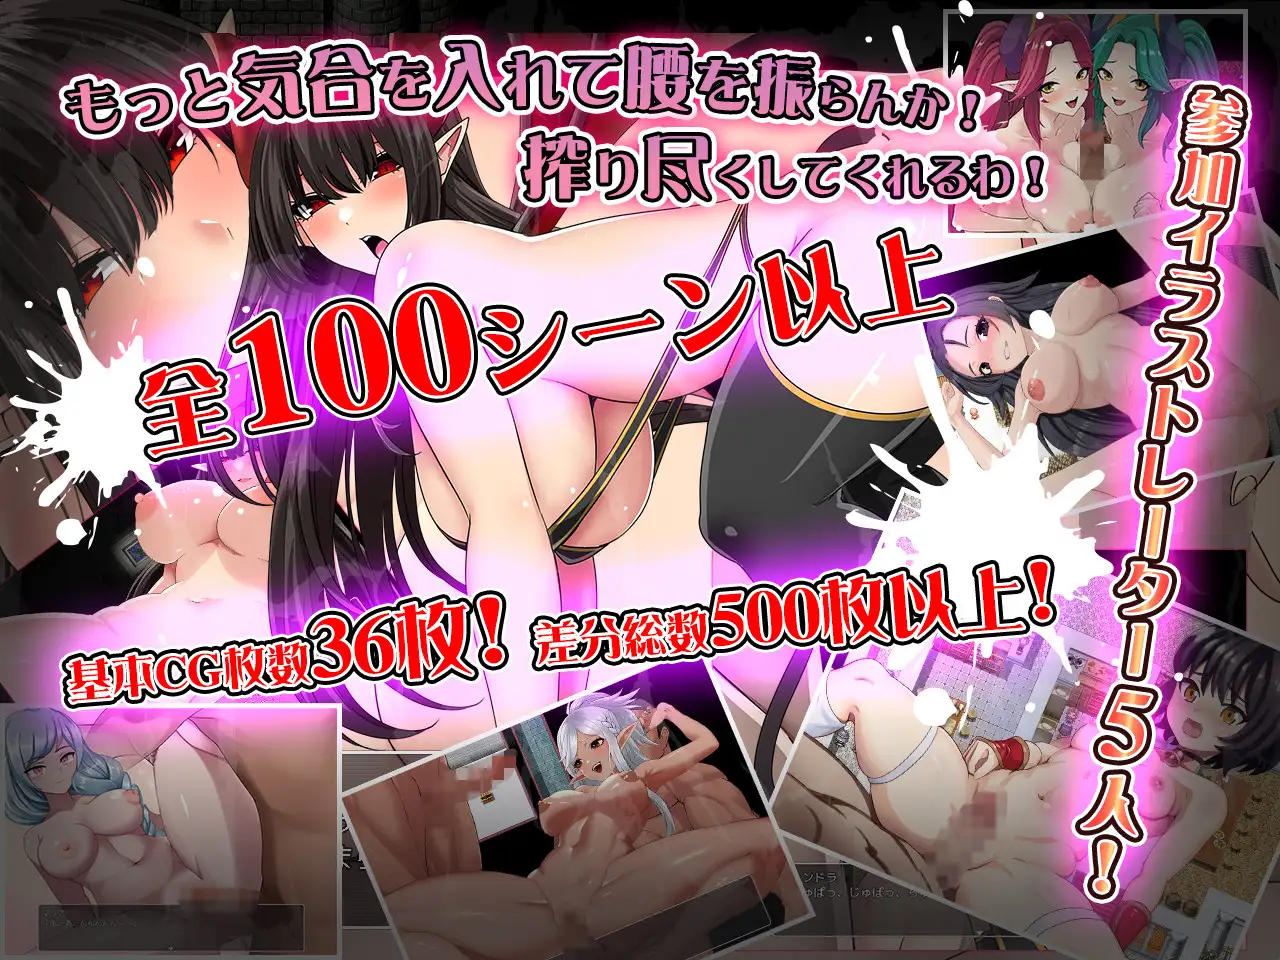 もっと気合を入れて腰を振らんか！
搾り尽くしてくれるわ！
全100シーン以上
参加イラストレーター5人！
基本CG枚数36枚！
差分総数500枚以上！
ンドラ